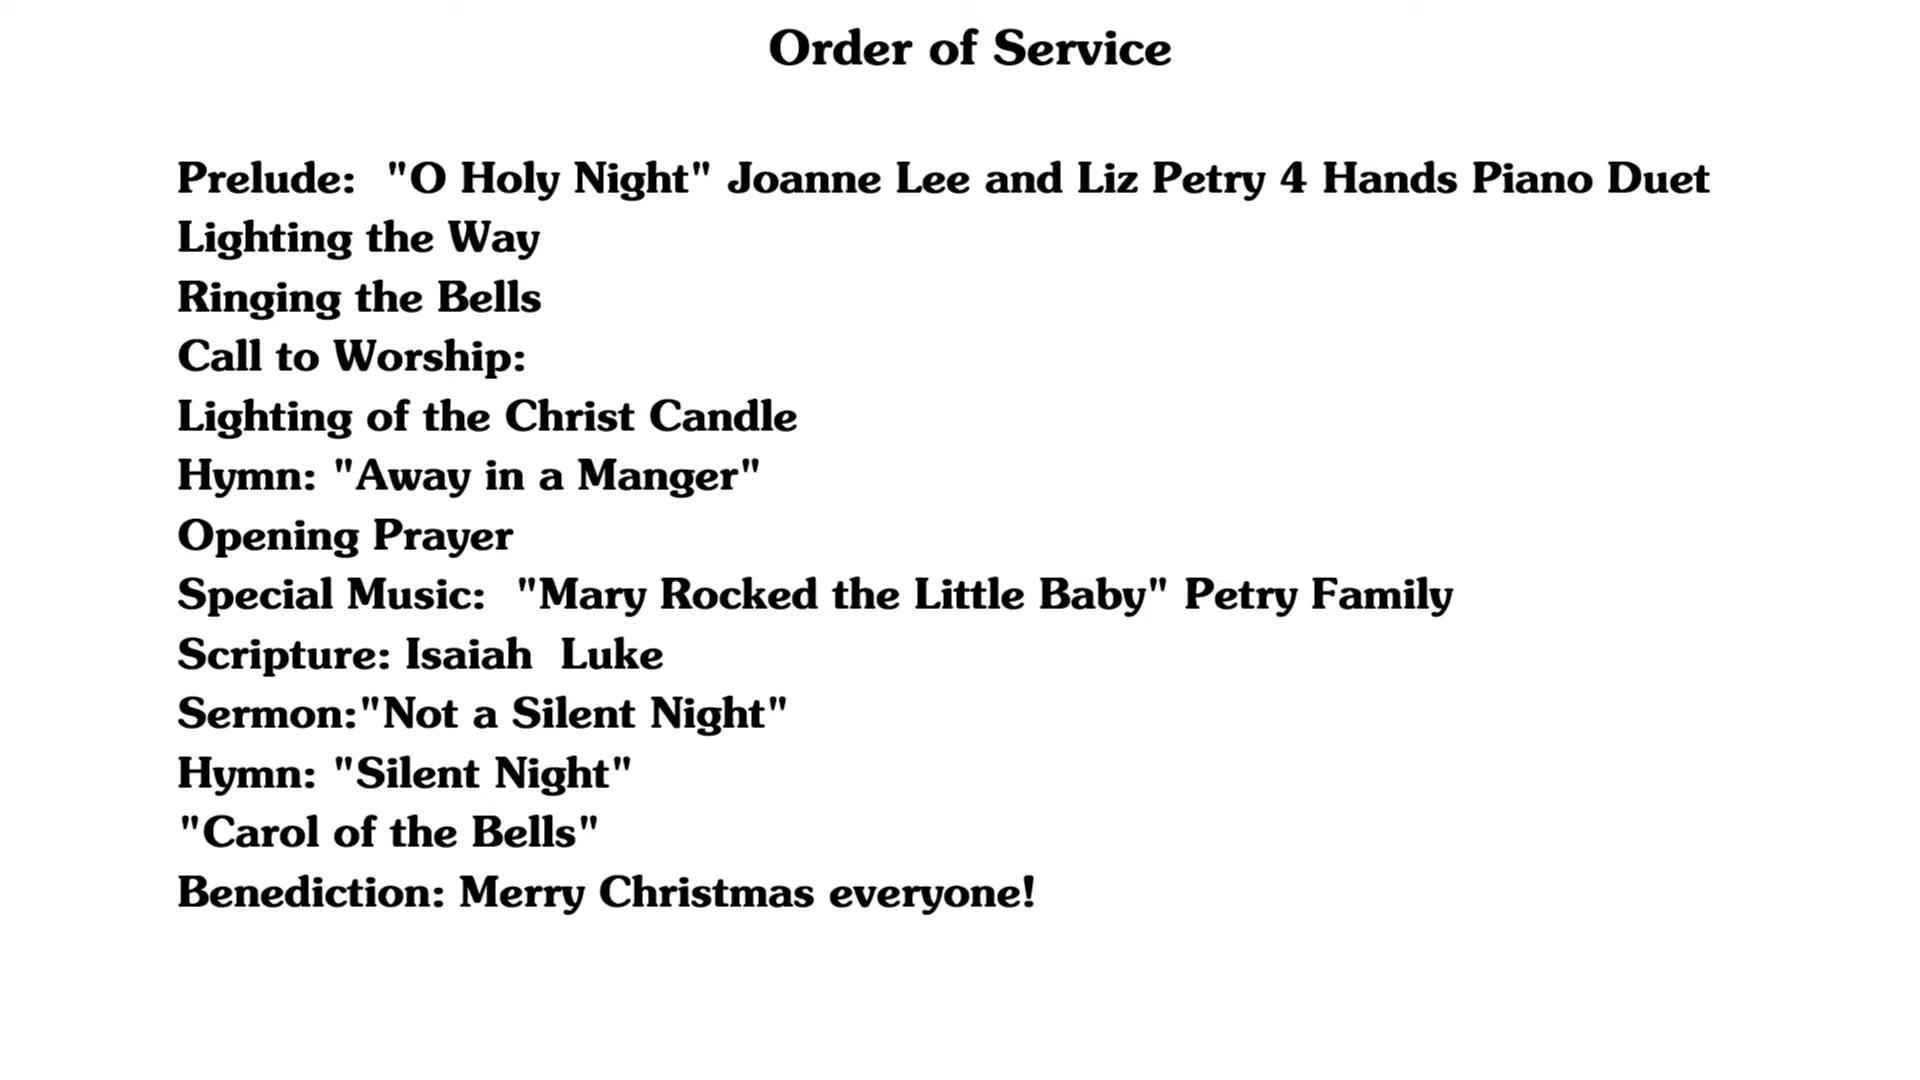 Order of Service
Prelude:  "O Holy Night" Joanne Lee and Liz Petry 4 Hands Piano Duet
Lighting the Way
Ringing the Bells
Call to Worship:
Lighting of the Christ Candle
Hymn: "Away in a Manger"
Opening Prayer
Special Music:  "Mary Rocked the Little Baby" Petry Family
Scripture: Isaiah  Luke
Sermon:"Not a Silent Night"
Hymn: "Silent Night"
"Carol of the Bells"
Benediction: Merry Christmas everyone!